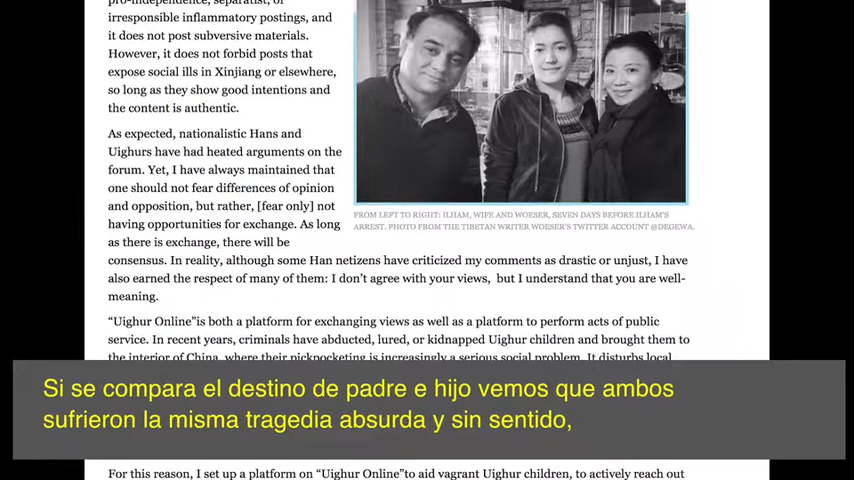 pro-independence, separatist, or
irresponsible inflammatory postings, and
it does not post subversive materials.
However, it does not forbid posts that
expose social ills in Xinjiang or elsewhere,
so long as they show good intentions and
the content is authentic.
As expected, nationalistic Hans and
Uighurs have had heated arguments on the
forum. Yet, I have always maintained that
one should not fear differences of opinion
and opposition, but rather, [fear only] not
having opportunities for exchange. As long
as there is exchange, there will be
FROM LEFT TO RIGHT: ILHAM, WIFE AND WOESER, SEVEN DAYS BEFORE ILHAM'S
ARREST. PHOTO FROM THE TIBETAN WRITER WOESER'S TWITTER ACCOUNT @DEGEWA.
consensus. In reality, although some Han netizens have criticized my comments as drastic or unjust, I have
also earned the respect of many of them: I don't agree with your views,  but I understand that you are well-
meaning.
“Uighur Online”is both a platform for exchanging views as well as a platform to perform acts of public
service. In recent years, criminals have abducted, lured, or kidnapped Uighur children and brought them to
the interior of China, where their pickpocketing is increasingly a serious social problem. It disturbs local
Si se compara el destino de padre e hijo vemos que ambos
sufrieron la misma tragedia absurda y sin sentido,
For this reason, I set up a platform on “Uighur Online”to aid vagrant Uighur children, to actively reach out